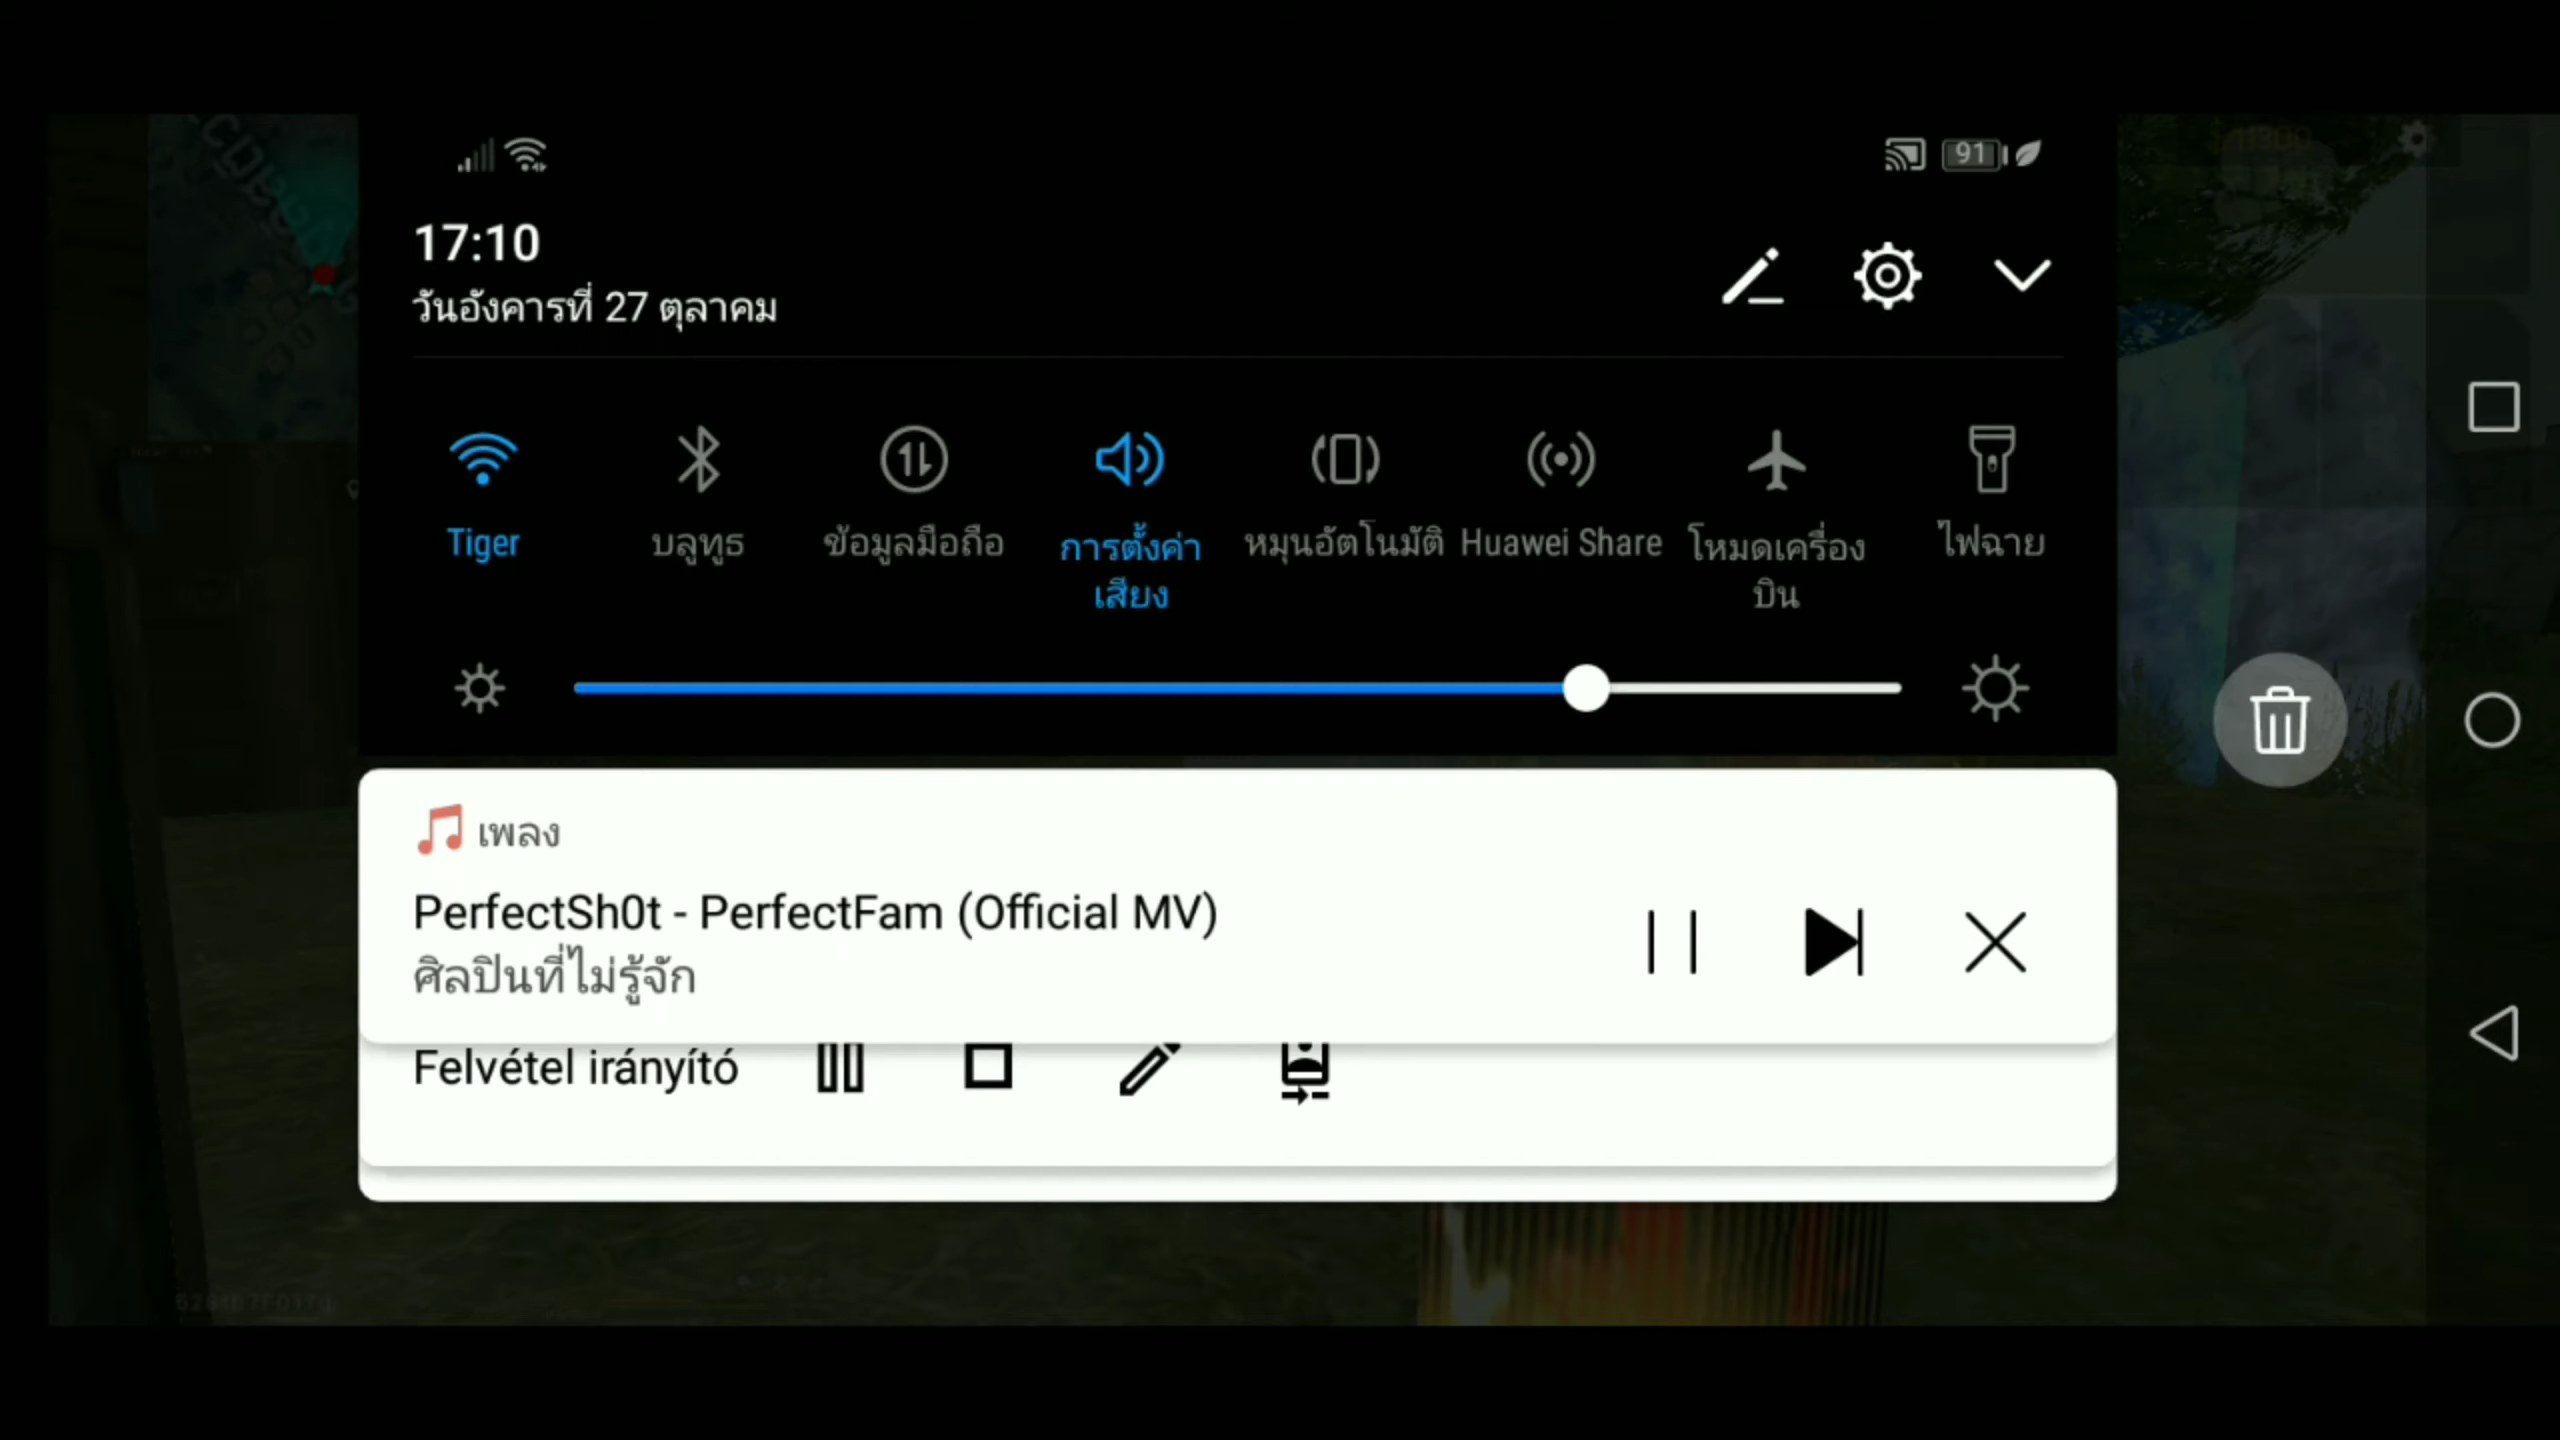 91
17:10
วันอังคารที่ 27 ตุลาคม
Tiger
บลูทูธ
ข้อมูลมือถือ
การตั้งค่า
เสียง
หมุนอัตโนมัติ
Huawei Share
โหมดเครื่อง
บิน
ไฟฉาย
เพลง
PerfectSh0t - PerfectFam (Official MV)
ศิลปินที่ไม่รู้จัก
Felvétel irányító